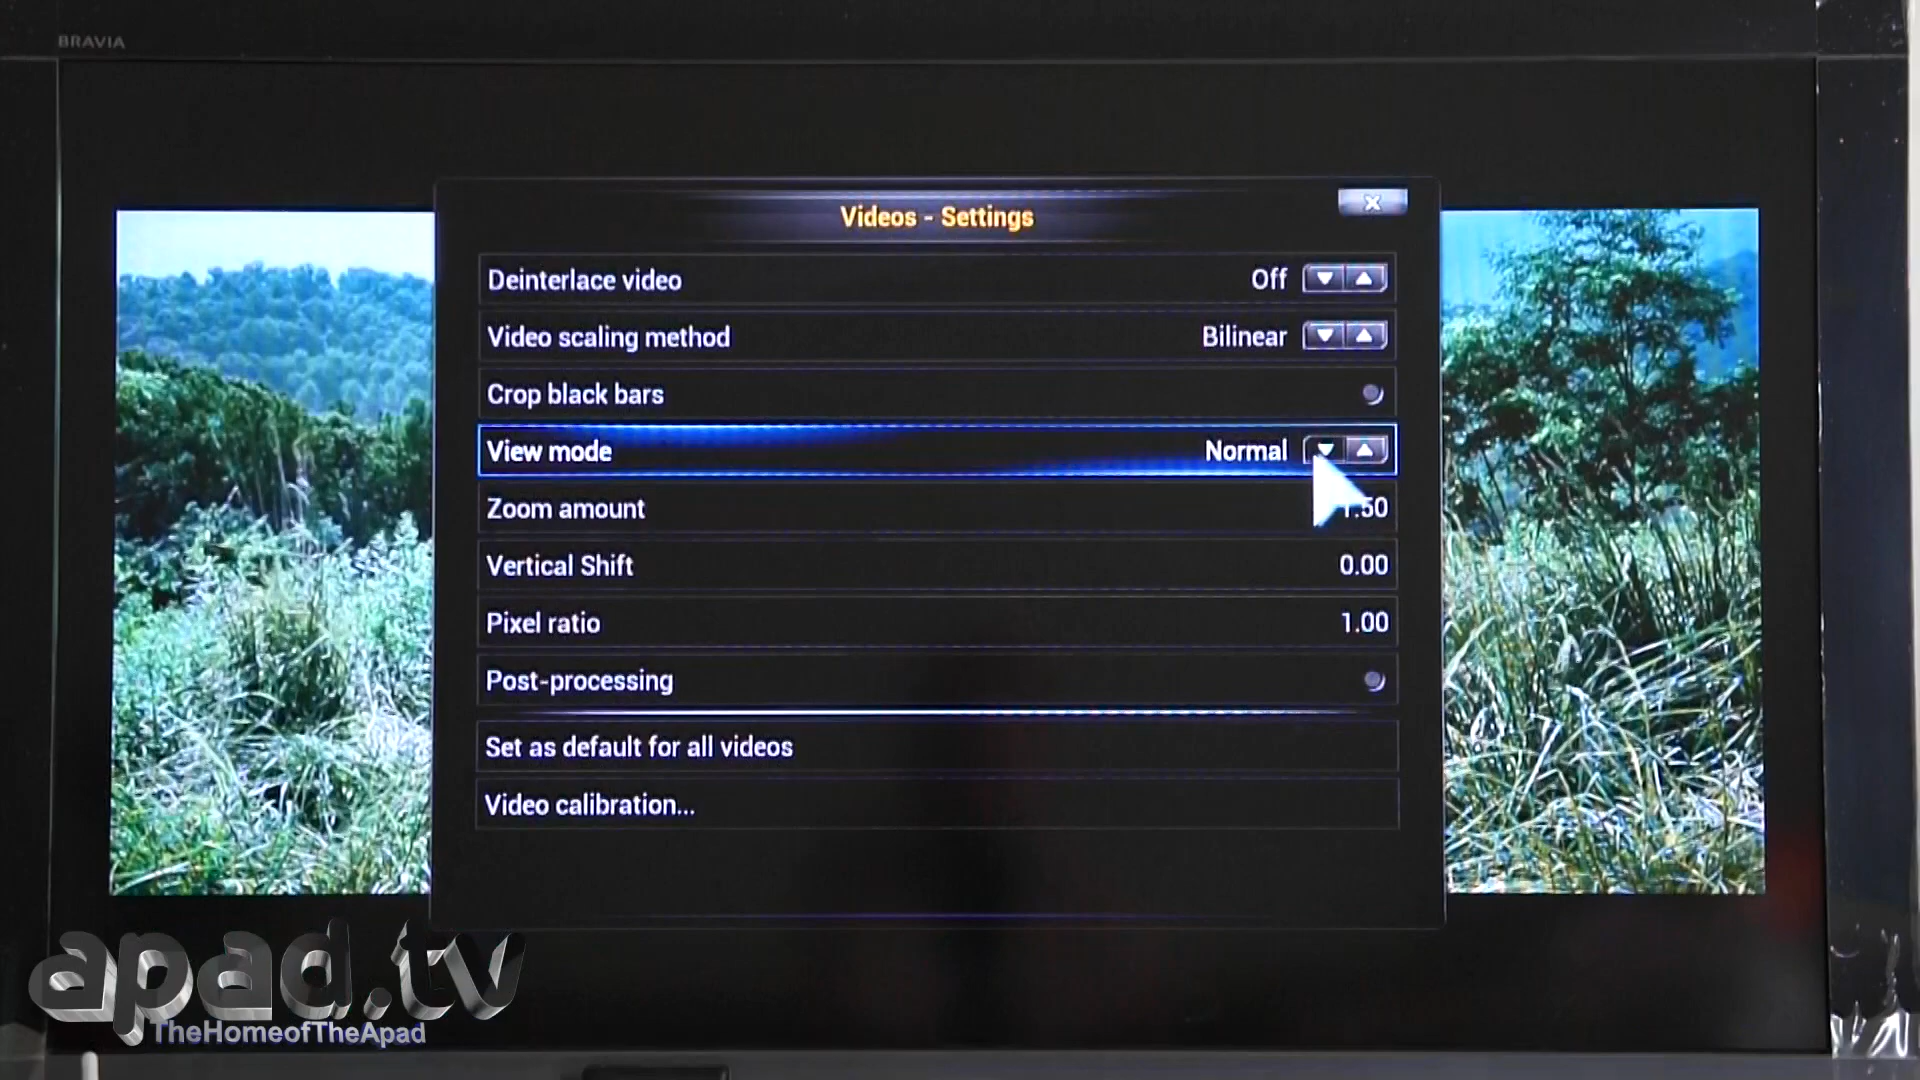 BRAVIA
Videos - Settings
Deinterlace video Off
Video scaling method Bilinear
Crop black bars
View mode Normal
Zoom amount .50
Vertical Shift 0.00
Pixel ratio 1.00
Post-processing
Set as default for all videos
Video calibration...
apad.tv
TheHomeofTheApad